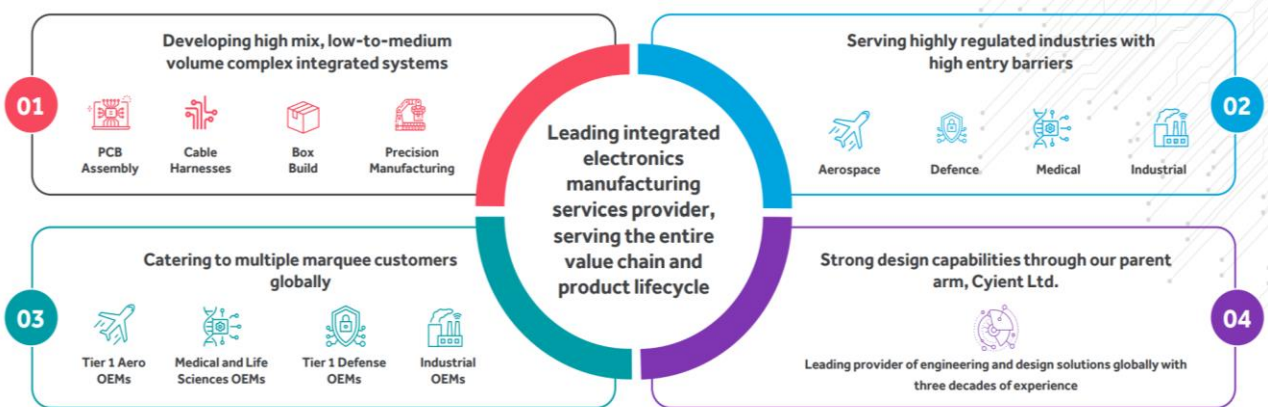 01
Developing high mix, low-to-medium
volume complex integrated systems
PCB
Assembly
Cable
Harnesses
Box
Build
Precision
Manufacturing
Serving highly regulated industries with
high entry barriers
02
Aerospace
Defence
Medical
Industrial
Leading integrated
electronics
manufacturing
services provider,
serving the entire
value chain and
product lifecycle
03
Catering to multiple marquee customers
globally
Tier 1 Aero
OEMs
Medical and Life
Sciences OEMs
Tier 1 Defense
OEMs
Industrial
OEMs
Strong design capabilities through our parent
arm, Cyient Ltd.
04
Leading provider of engineering and design solutions globally with
three decades of experience